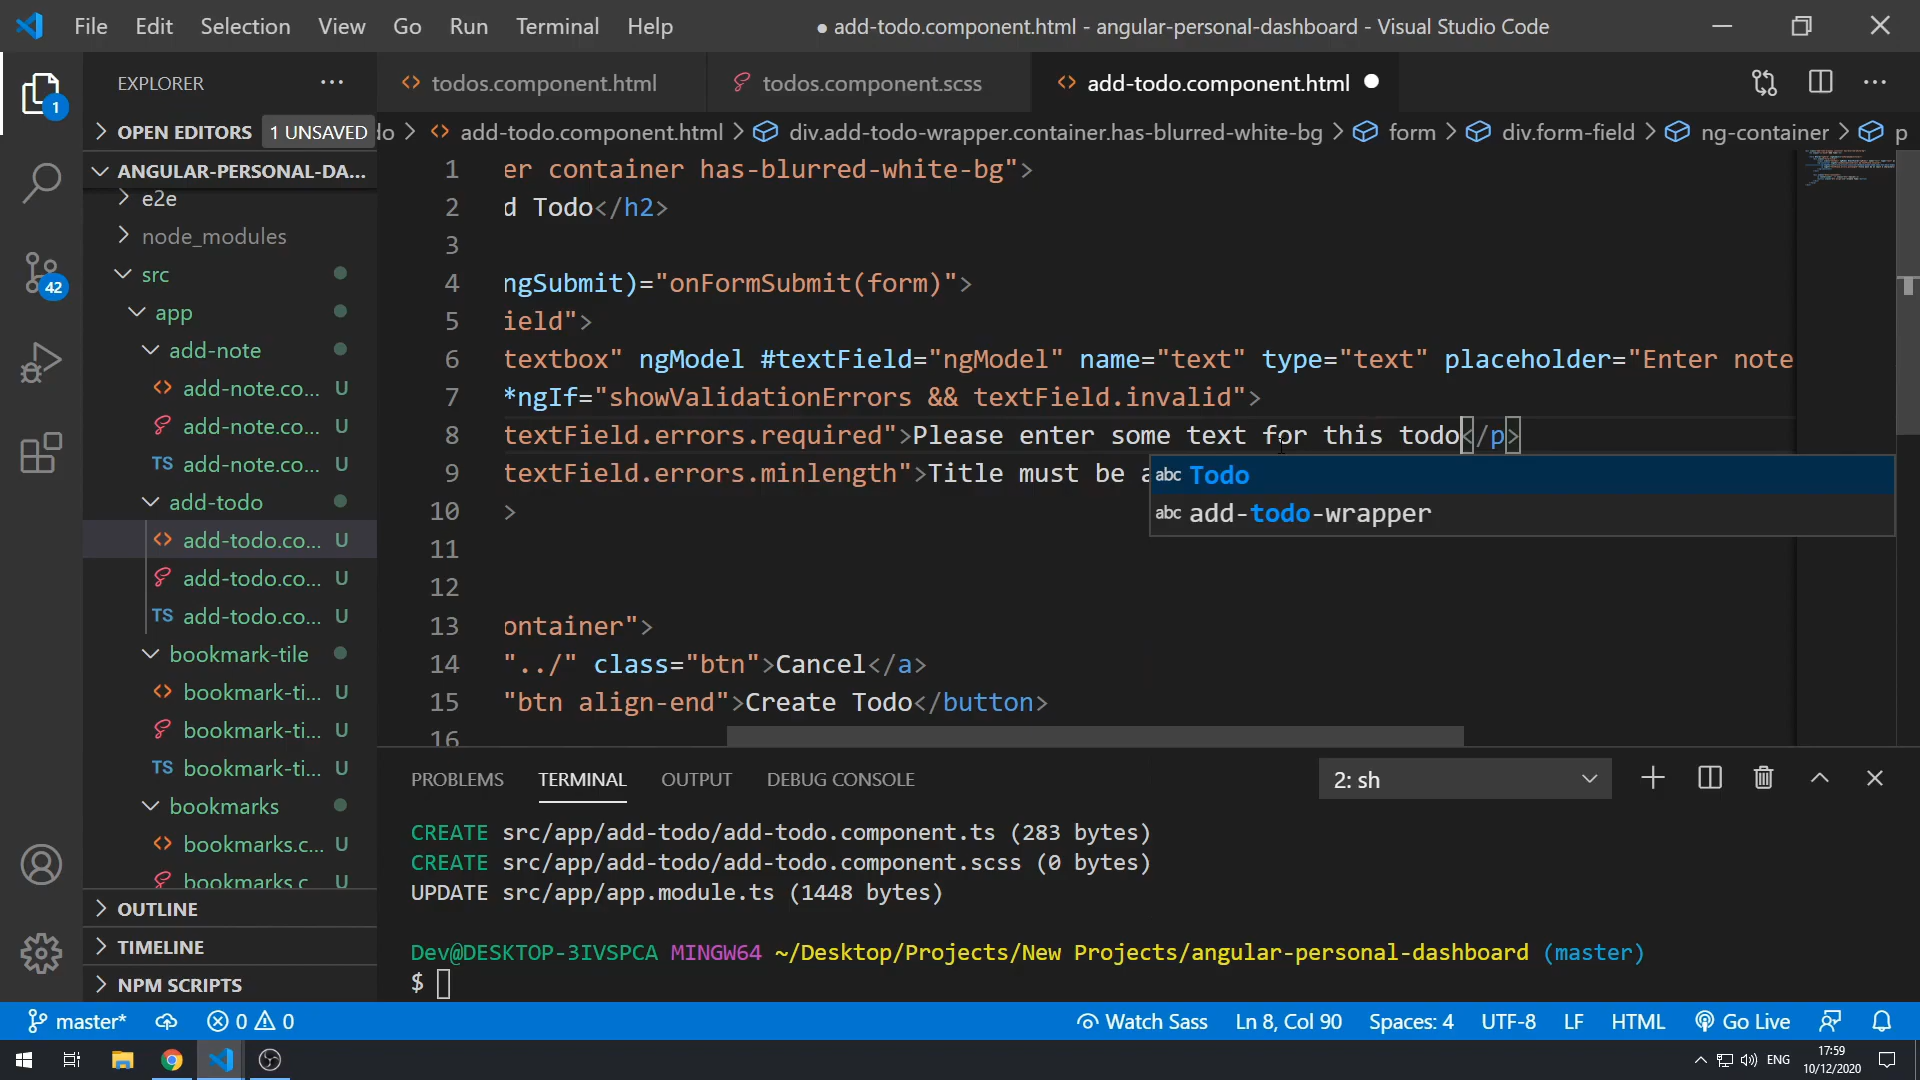 File Edit Selection View Go Run Terminal Help
● add-todo.component.html - angular-personal-dashboard - Visual Studio Code
EXPLORER
todos.component.html
todos.component.scss
add-todo.component.html
OPEN EDITORS 1 UNSAVED
do > add-todo.component.html > div.add-todo-wrapper.container.has-blurred-white-bg > form > div.form-field > ng-container > p
ANGULAR-PERSONAL-DA...
e2e
node_modules
src
app
add-note
add-note.co... U
add-note.co... U
TS add-note.co... U
add-todo
add-todo.co... U
add-todo.co... U
TS add-todo.co... U
bookmark-tile
bookmark-ti... U
bookmark-ti... U
TS bookmark-ti... U
bookmarks
bookmarks.c... U
bookmarks.c U
OUTLINE
TIMELINE
NPM SCRIPTS
1
42
1 er container has-blurred-white-bg">
2 d Todo</h2>
3
4 ngSubmit)="onFormSubmit(form)">
5 ield">
6 textbox" ngModel #textField="ngModel" name="text" type="text" placeholder="Enter note
7 *ngIf="showValidationErrors && textField.invalid">
8 textField.errors.required">Please enter some text for this todo</p>
9 textField.errors.minlength">Title must be a
10 >
11
12
13 ontainer">
14 "../" class="btn">Cancel</a>
15 "btn align-end">Create Todo</button>
16
abc Todo
abc add-todo-wrapper
PROBLEMS TERMINAL OUTPUT DEBUG CONSOLE
2: sh
CREATE src/app/add-todo/add-todo.component.ts (283 bytes)
CREATE src/app/add-todo/add-todo.component.scss (0 bytes)
UPDATE src/app/app.module.ts (1448 bytes)
Dev@DESKTOP-3IVSPCA MINGW64 ~/Desktop/Projects/New Projects/angular-personal-dashboard (master)
$
master* 0 0
Watch Sass Ln 8, Col 90 Spaces: 4 UTF-8 LF HTML Go Live
ENG
17:59
10/12/2020